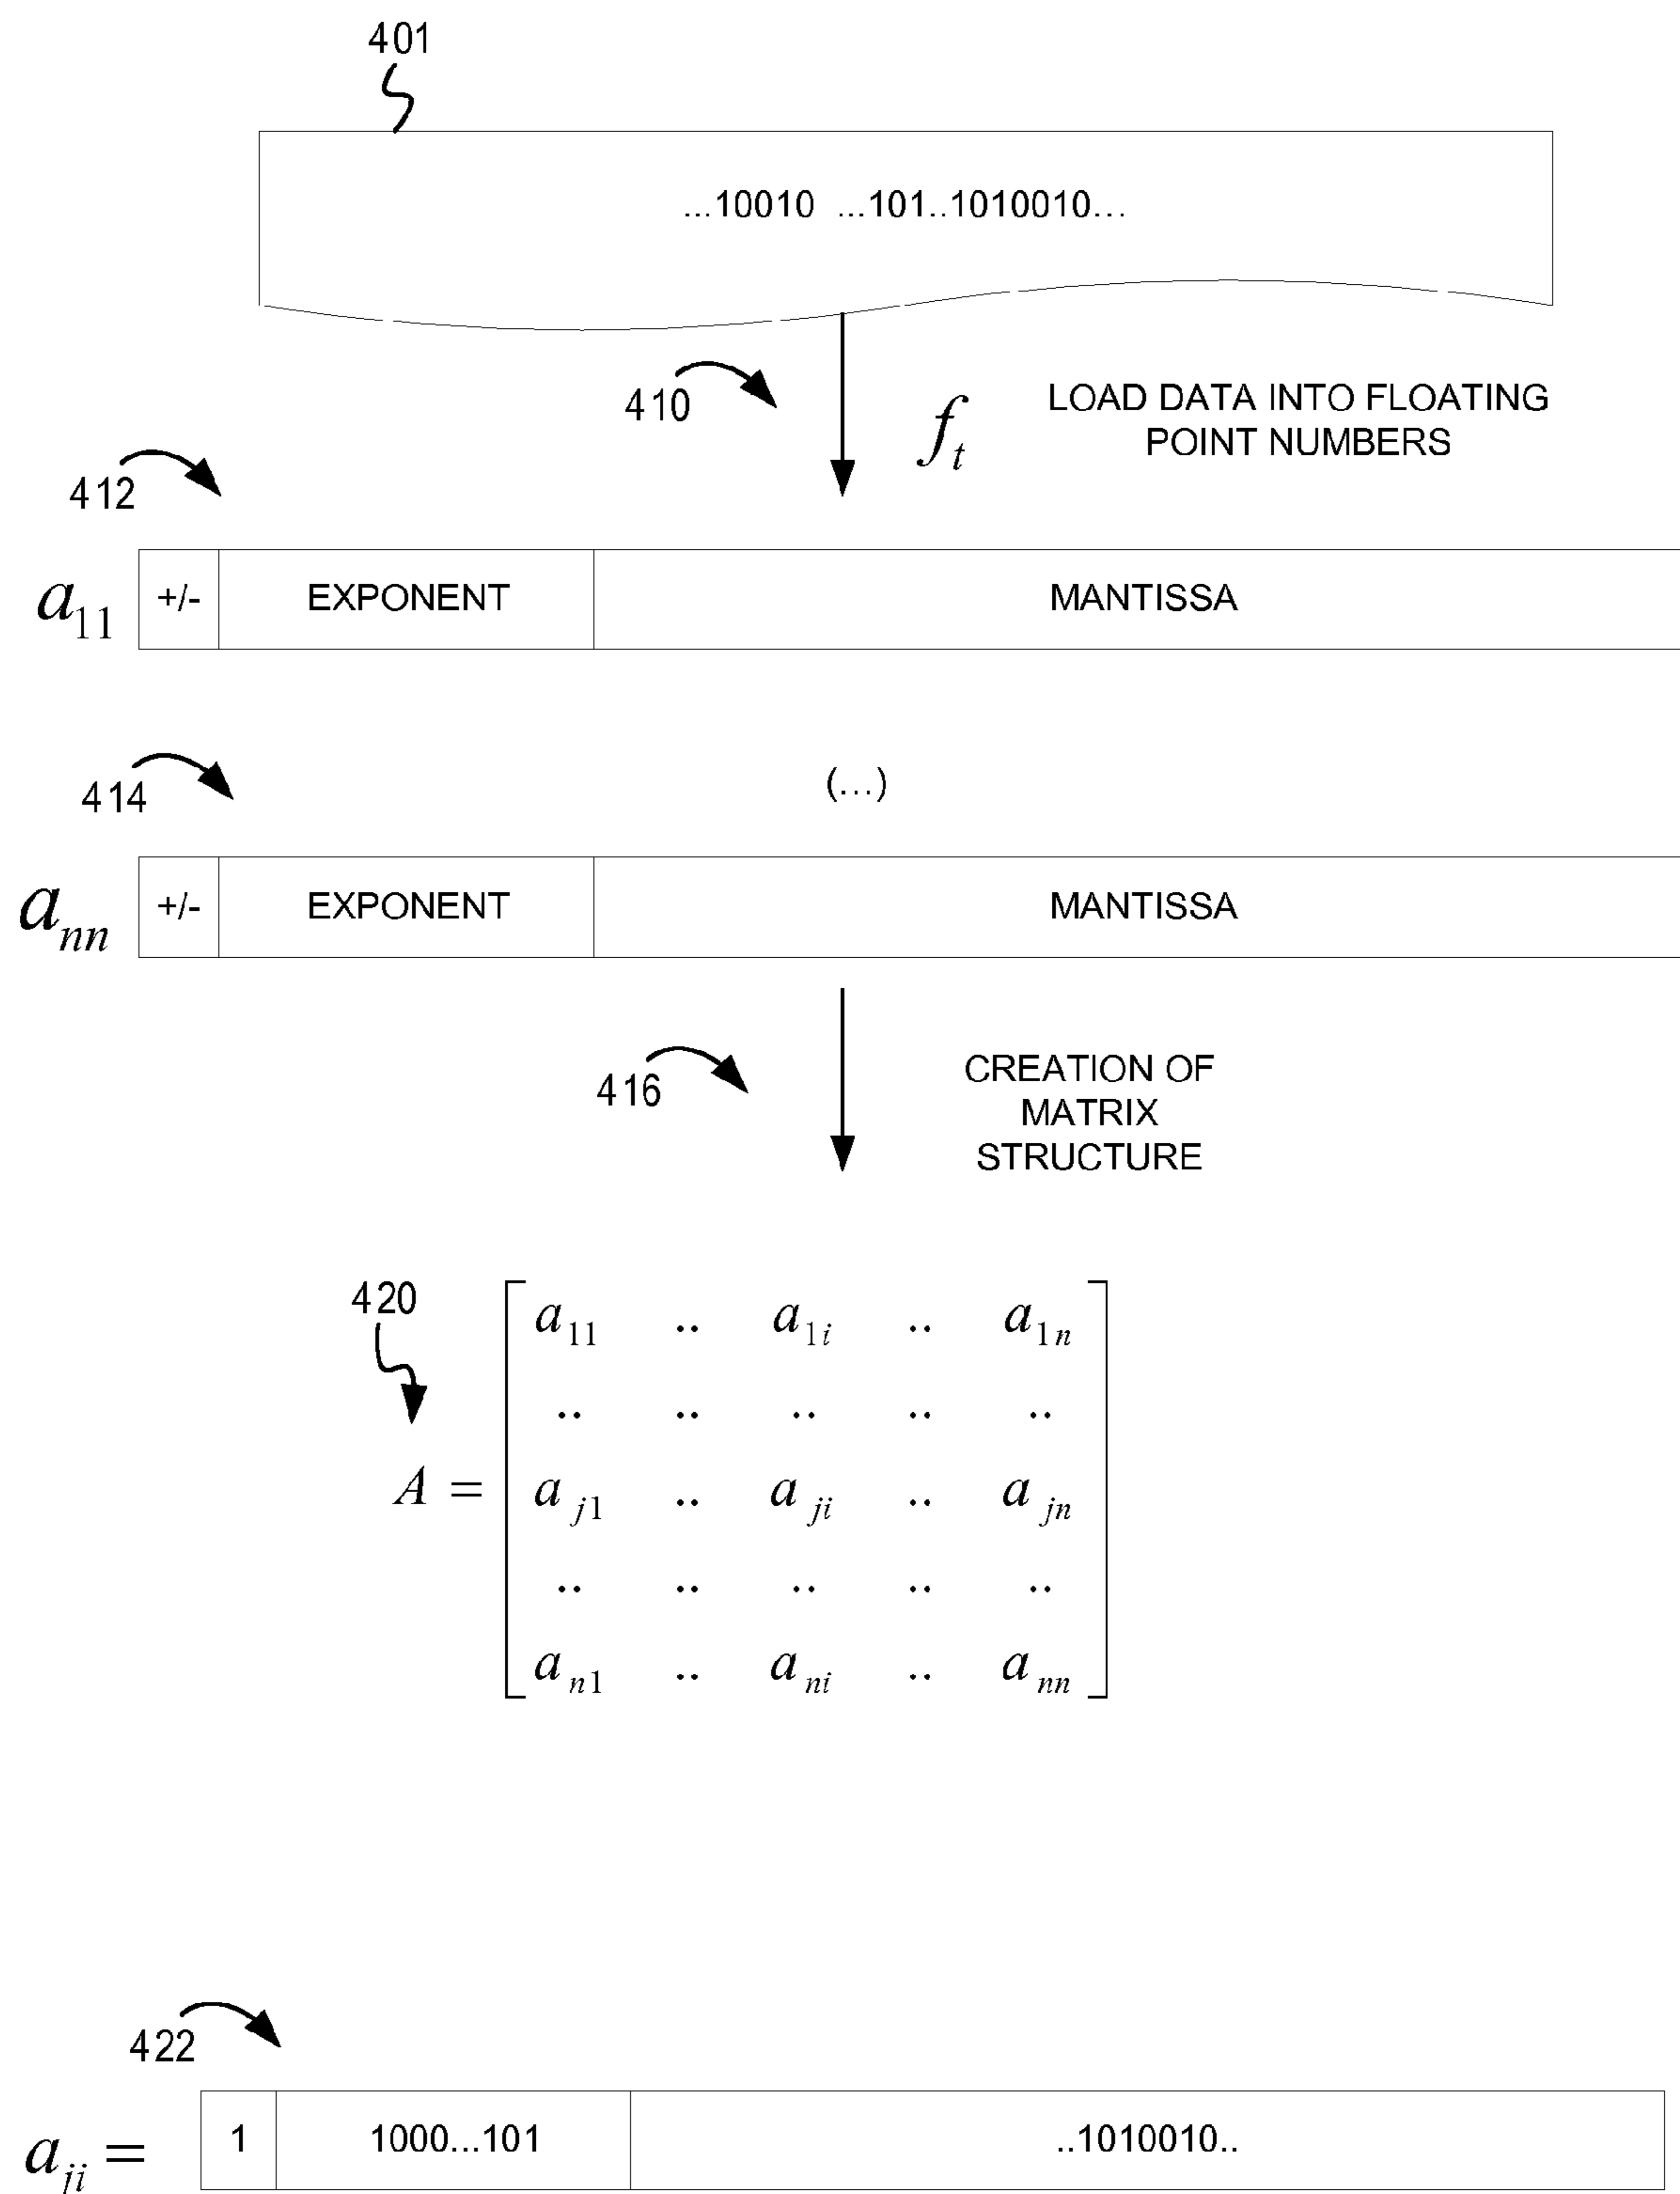 401
...10010 ...101..1010010...
410
f_t
LOAD DATA INTO FLOATING
POINT NUMBERS
412
a_11 +/- EXPONENT MANTISSA
414
(...)
a_nn +/- EXPONENT MANTISSA
416
CREATION OF
MATRIX
STRUCTURE
420
a_11 .. a_1i .. a_1n
.. .. .. .. ..
A = a_j1 .. a_ji .. a_jn
.. .. .. .. ..
a_n1 .. a_ni .. a_nn
422
a_ji = 1 1000...101 ..1010010..